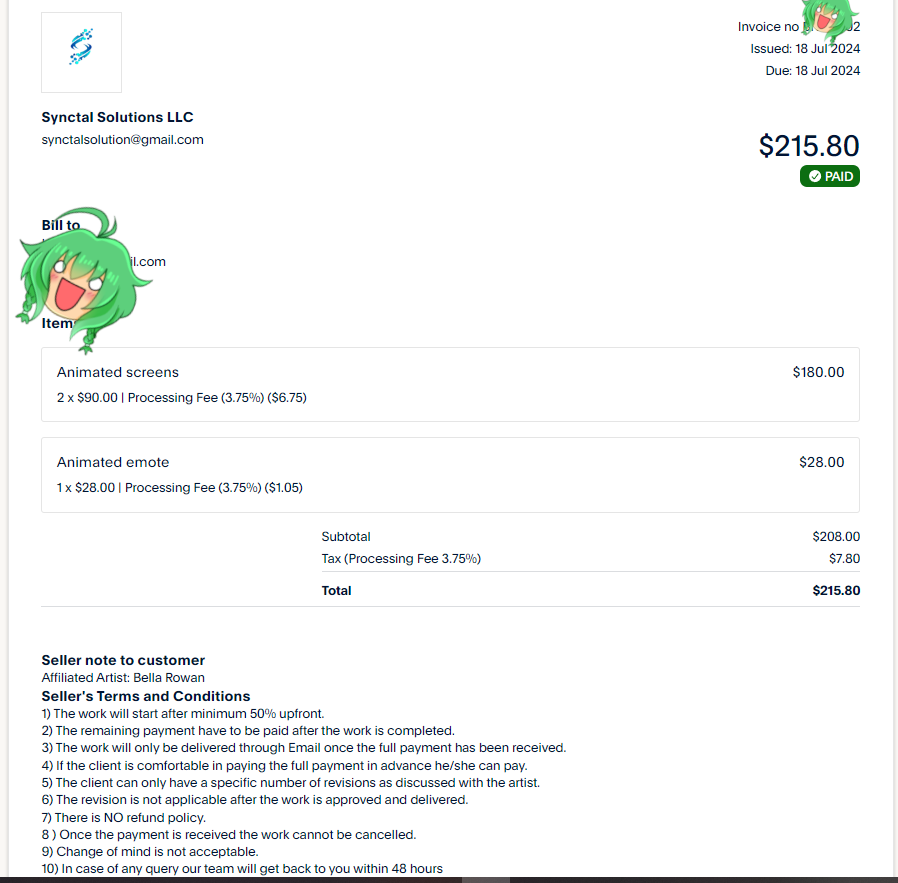 Invoice no
Issued: 18 Jul 2024
Due: 18 Jul 2024
Synctal Solutions LLC
synctalsolution@gmail.com
$215.80
PAID
Bill to
il.com
Items
Animated screens $180.00
2 x $90.00 | Processing Fee (3.75%) ($6.75)
Animated emote $28.00
1 x $28.00 | Processing Fee (3.75%) ($1.05)
Subtotal $208.00
Tax (Processing Fee 3.75%) $7.80
Total $215.80
Seller note to customer
Affiliated Artist: Bella Rowan
Seller's Terms and Conditions
1) The work will start after minimum 50% upfront.
2) The remaining payment have to be paid after the work is completed.
3) The work will only be delivered through Email once the full payment has been received.
4) If the client is comfortable in paying the full payment in advance he/she can pay.
5) The client can only have a specific number of revisions as discussed with the artist.
6) The revision is not applicable after the work is approved and delivered.
7) There is NO refund policy.
8 ) Once the payment is received the work cannot be cancelled.
9) Change of mind is not acceptable.
10) In case of any query our team will get back to you within 48 hours